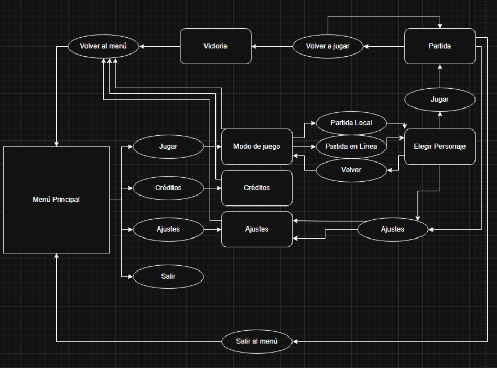 Volver al menú
Victoria
Volver a jugar
Partida
Jugar
Partida Local
Jugar
Modo de juego
Partida en Línea
Elegir Personaje
Volver
Menú Principal
Créditos
Créditos
Ajustes
Ajustes
Ajustes
Salir
Salir al menú